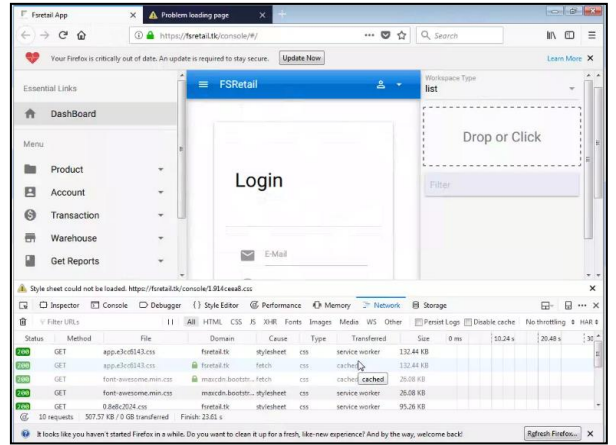 Fsretail App
Problem loading page
https://fsretail.tk/console/#/
Search
Your Firefox is critically out of date. An update is required to stay secure. Update Now
Learn More
Essential Links
DashBoard
Menu
Product
Account
Transaction
Warehouse
Get Reports
FSRetail
Login
E-Mail
Workspace Type
list
Drop or Click
Filter
Style sheet could not be loaded. https://fsretail.tk/console/1.914ceea8.css
Inspector Console Debugger { } Style Editor Performance Memory Network Storage
Filter URLs All HTML CSS JS XHR Fonts Images Media WS Other Persist Logs Disable cache No throttling HAR
Status Method File Domain Cause Type Transferred Size 0 ms 10.24 s 20.48 s 30
200 GET app.e3cd8143.css fsretail.tk stylesheet css service worker 132.44 KB
200 GET app.e3cd8143.css fsretail.tk fetch css cached 132.44 KB
200 GET font-awesome.min.css maxcdn.bootstr... fetch css cached 26.08 KB
cached
200 GET font-awesome.min.css maxcdn.bootstr... stylesheet css service worker 26.08 KB
200 GET 0.8e8c2024.css fsretail.tk stylesheet css service worker 95.26 KB
10 requests 507.57 KB / 0 GB transferred Finish: 23.61 s
It looks like you haven't started Firefox in a while. Do you want to clean it up for a fresh, like-new experience? And by the way, welcome back! Refresh Firefox...